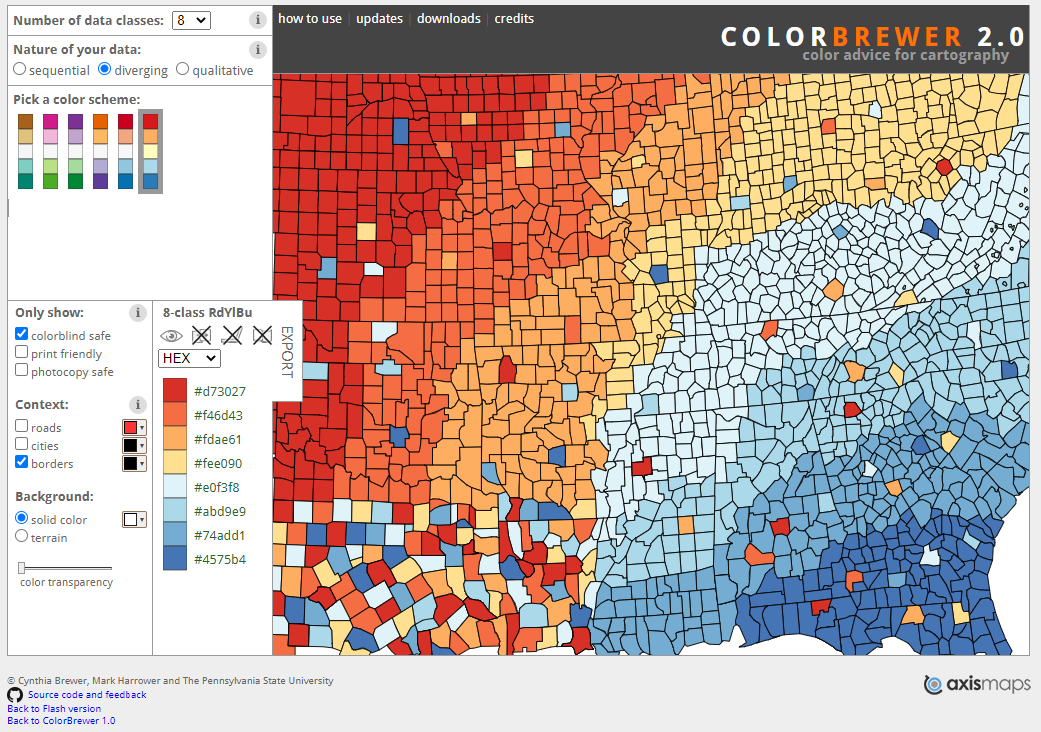 Number of data classes: 8 i
how to use | updates | downloads | credits
COLORBREWER 2.0
color advice for cartography
Nature of your data: i
sequential diverging qualitative
Pick a color scheme:
Only show: i
colorblind safe
print friendly
photocopy safe
Context: i
roads
cities
borders
Background:
solid color
terrain
color transparency
8-class RdYlBu
HEX
EXPORT
#d73027
#f46d43
#fdae61
#fee090
#e0f3f8
#abd9e9
#74add1
#4575b4
© Cynthia Brewer, Mark Harrower and The Pennsylvania State University
Source code and feedback
Back to Flash version
Back to ColorBrewer 1.0
axismaps